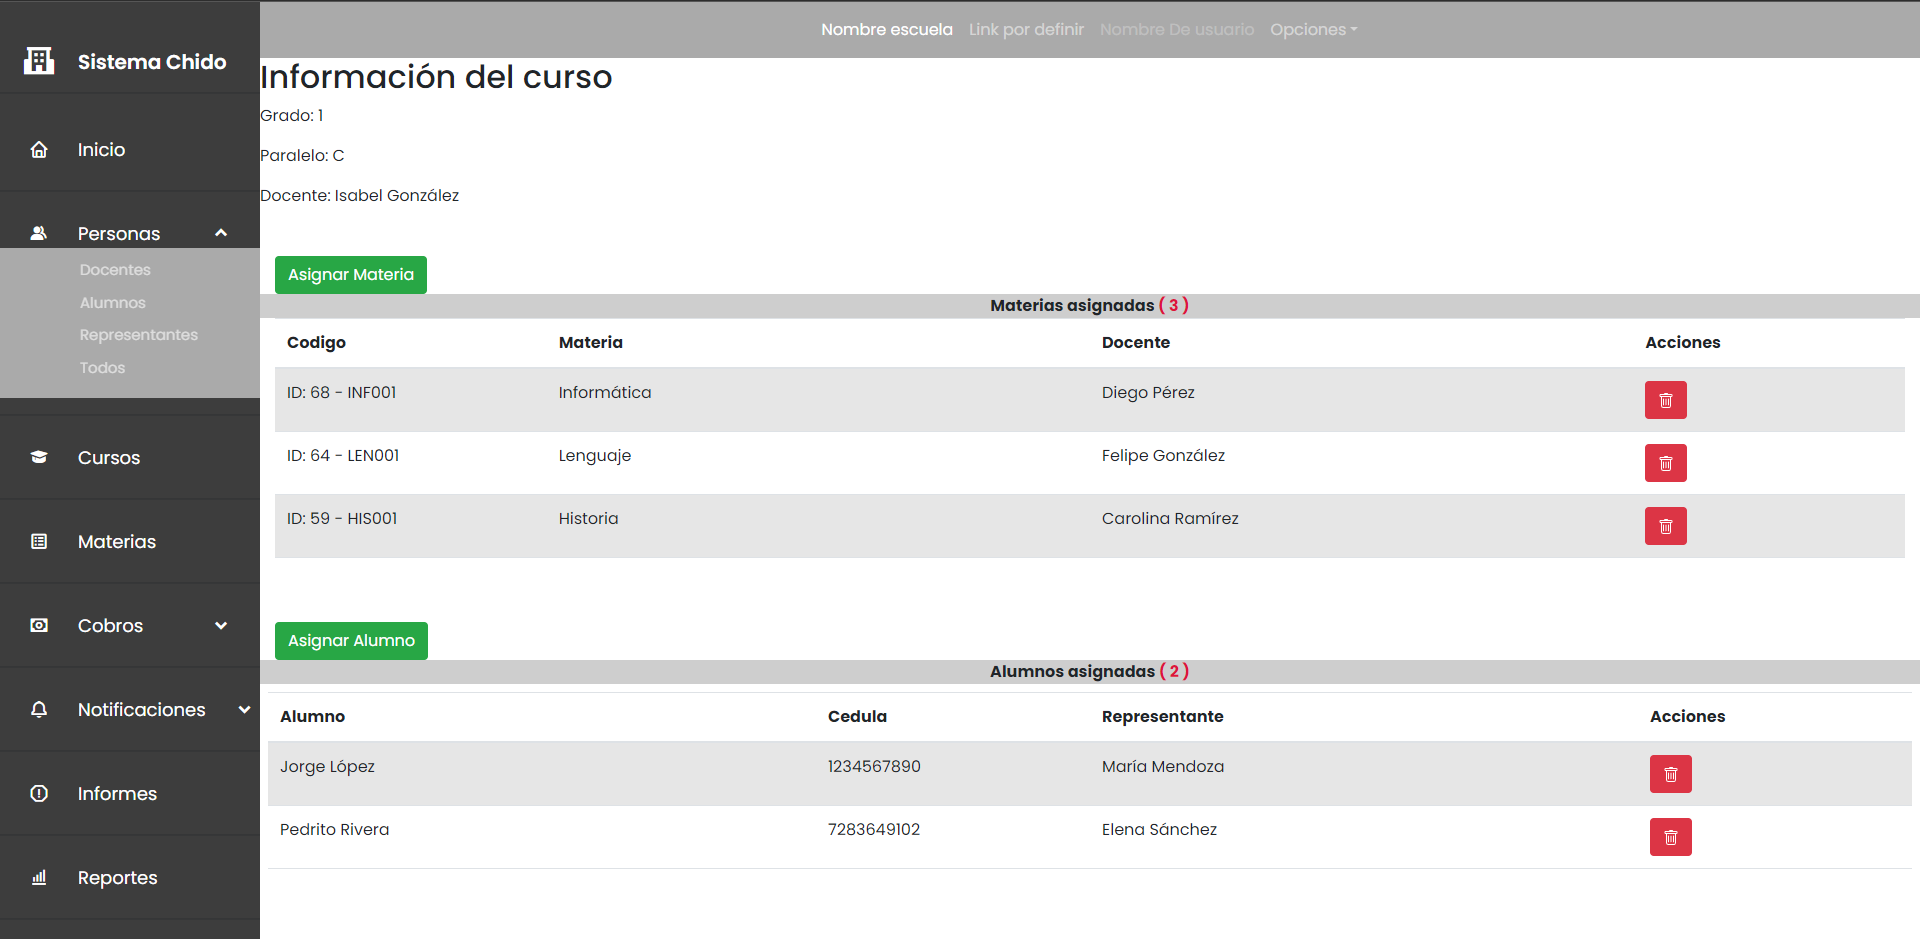 Sistema Chido
Inicio
Personas
Docentes
Alumnos
Representantes
Todos
Cursos
Materias
Cobros
Notificaciones
Informes
Reportes
Nombre escuela Link por definir Nombre De usuario Opciones
Información del curso
Grado: 1
Paralelo: C
Docente: Isabel González
Asignar Materia
Materias asignadas ( 3 )
Codigo Materia Docente Acciones
ID: 68 - INF001 Informática Diego Pérez
ID: 64 - LEN001 Lenguaje Felipe González
ID: 59 - HIS001 Historia Carolina Ramírez
Asignar Alumno
Alumnos asignadas ( 2 )
Alumno Cedula Representante Acciones
Jorge López 1234567890 María Mendoza
Pedrito Rivera 7283649102 Elena Sánchez